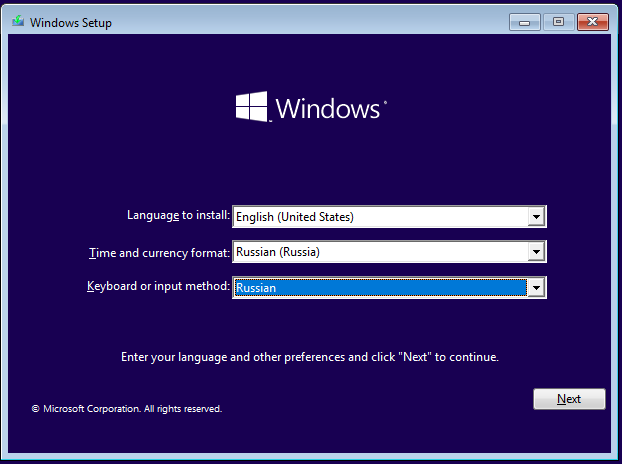 Windows Setup
Windows
Language to install: English (United States)
Time and currency format: Russian (Russia)
Keyboard or input method: Russian
Enter your language and other preferences and click "Next" to continue.
Next
© Microsoft Corporation. All rights reserved.